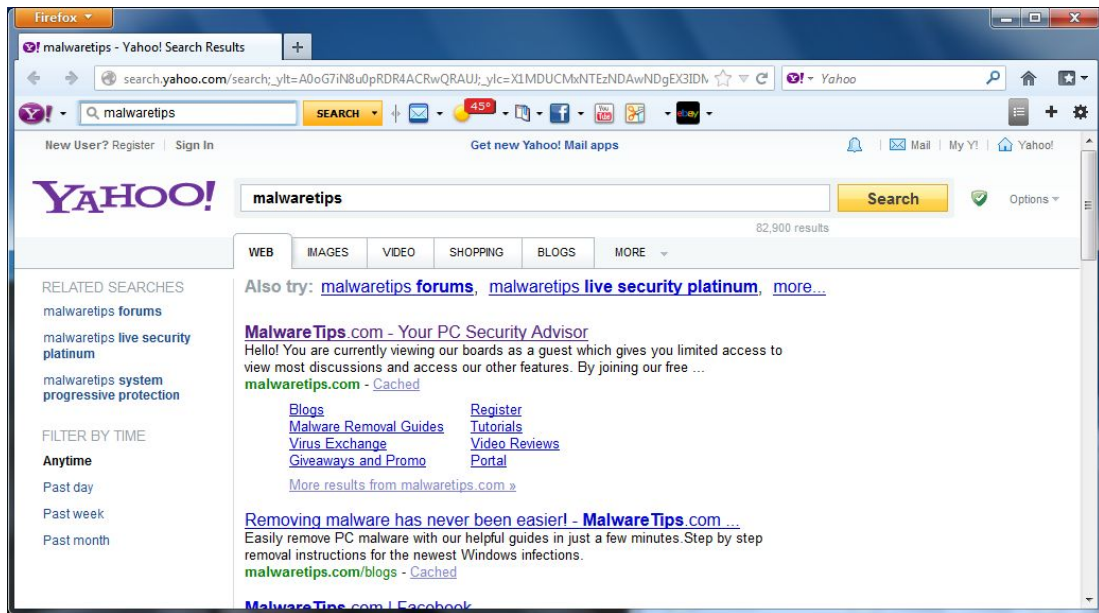 Firefox
malwaretips - Yahoo! Search Results
search.yahoo.com/search;_ylt=A0oG7iN8u0pRDR4ACRwQRAUJ;_ylc=X1MDUCMxNTEzNDAwNDgEX3IDM
Yahoo
malwaretips
SEARCH
45°
You Tube
ebay
New User? Register | Sign In
Get new Yahoo! Mail apps
Mail | My Y! | Yahoo!
YAHOO!
malwaretips
Search
Options
82,900 results
WEB IMAGES VIDEO SHOPPING BLOGS MORE
RELATED SEARCHES
malwaretips forums
malwaretips live security
platinum
malwaretips system
progressive protection
FILTER BY TIME
Anytime
Past day
Past week
Past month
Also try: malwaretips forums, malwaretips live security platinum, more...
MalwareTips.com - Your PC Security Advisor
Hello! You are currently viewing our boards as a guest which gives you limited access to
view most discussions and access our other features. By joining our free ...
malwaretips.com - Cached
Blogs Register
Malware Removal Guides Tutorials
Virus Exchange Video Reviews
Giveaways and Promo Portal
More results from malwaretips.com »
Removing malware has never been easier! - MalwareTips.com ...
Easily remove PC malware with our helpful guides in just a few minutes.Step by step
removal instructions for the newest Windows infections.
malwaretips.com/blogs - Cached
MalwareTips.com | Facebook